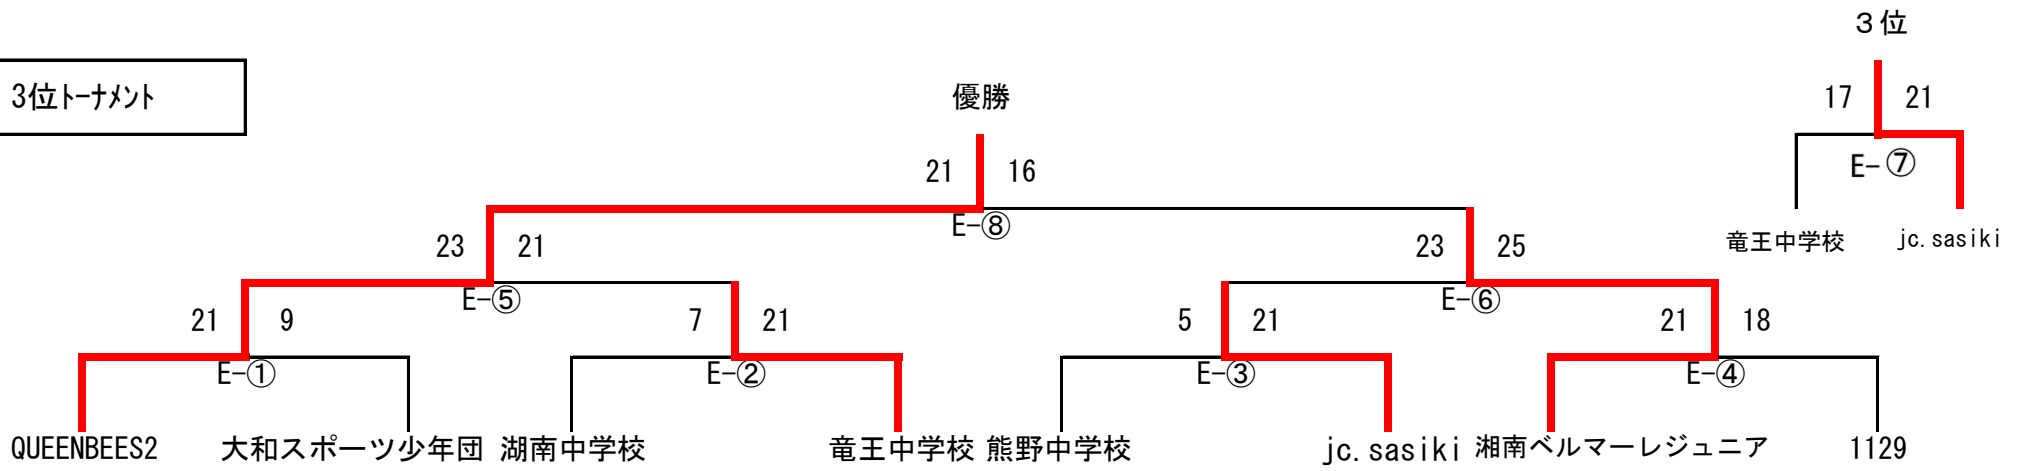 ３位
3位トーナメント
優勝
17 21
21 16
E-⑦
E-⑧
竜王中学校 jc.sasiki
23 21 23 25
E-⑤ E-⑥
21 9 7 21 5 21 21 18
E-① E-② E-③ E-④
QUEENBEES2 大和スポーツ少年団 湖南中学校 竜王中学校 熊野中学校 jc.sasiki 湘南ベルマーレジュニア 1129